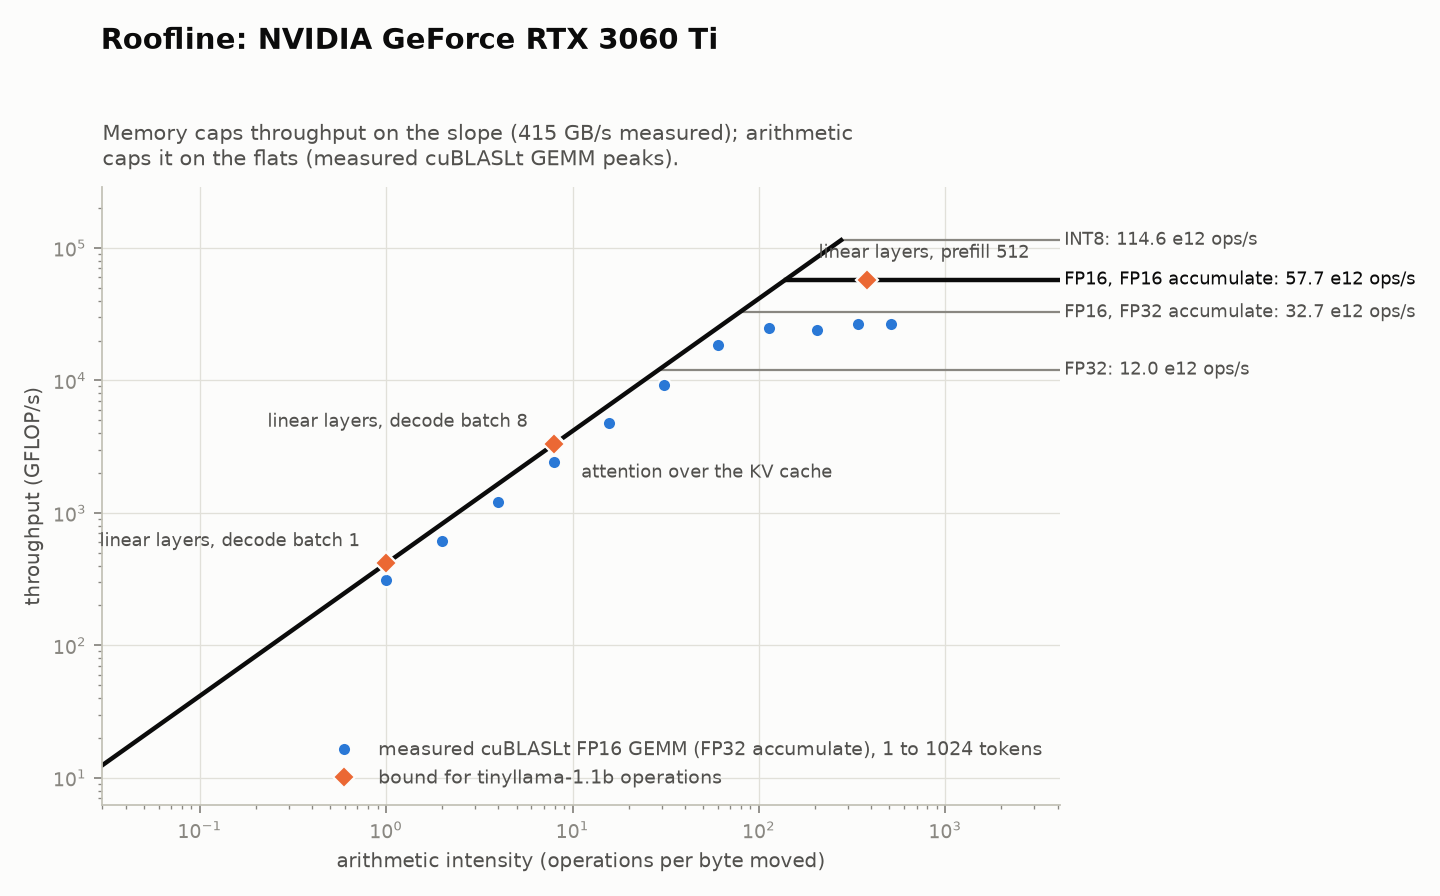 Roofline: NVIDIA GeForce RTX 3060 Ti
Memory caps throughput on the slope (415 GB/s measured); arithmetic
caps it on the flats (measured cuBLASLt GEMM peaks).
10⁵
10⁴
10³
10²
10¹
throughput (GFLOP/s)
INT8: 114.6 e12 ops/s
linear layers, prefill 512
FP16, FP16 accumulate: 57.7 e12 ops/s
FP16, FP32 accumulate: 32.7 e12 ops/s
FP32: 12.0 e12 ops/s
linear layers, decode batch 8
attention over the KV cache
linear layers, decode batch 1
measured cuBLASLt FP16 GEMM (FP32 accumulate), 1 to 1024 tokens
bound for tinyllama-1.1b operations
10⁻¹
10⁰
10¹
10²
10³
arithmetic intensity (operations per byte moved)